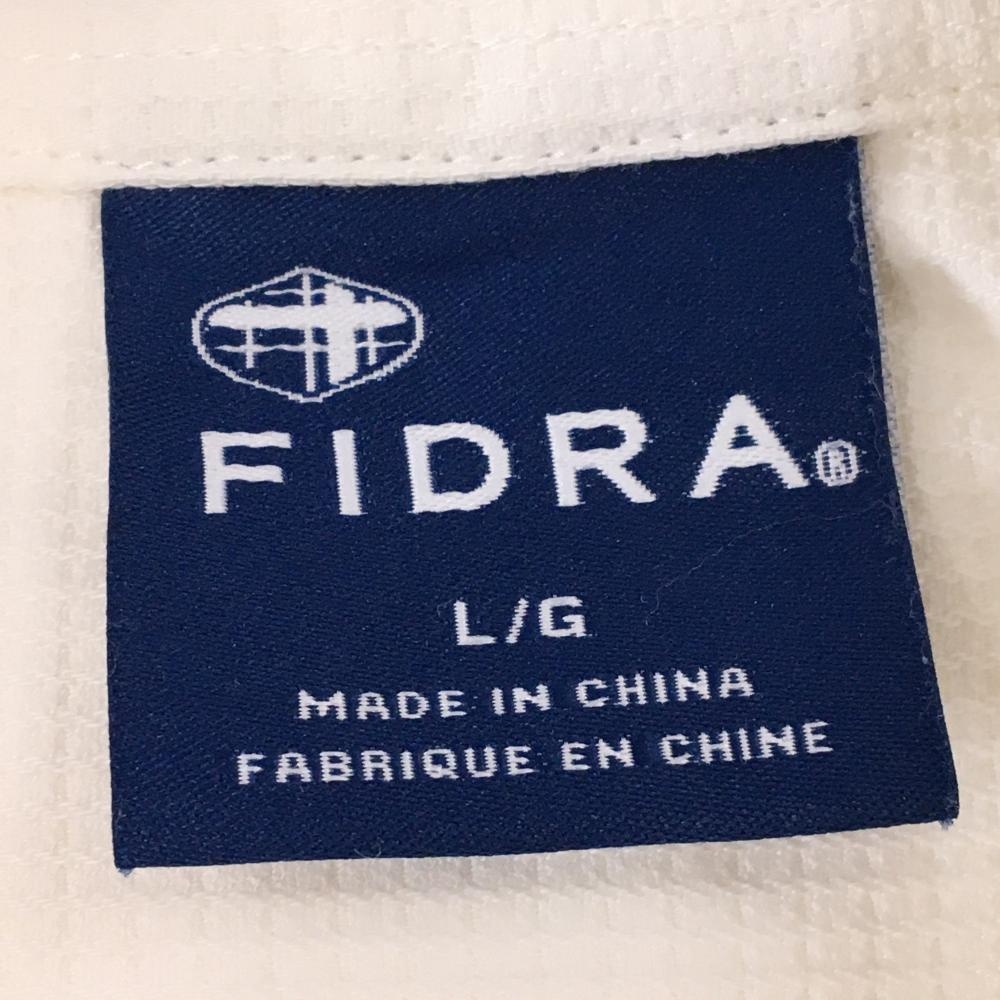 FIDRA®
L/G
MADE IN CHINA
FABRIQUE EN CHINE